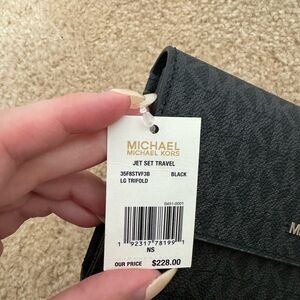 MICHAEL
MICHAEL KORS
JET SET TRAVEL
35F8STVF3B BLACK
LG TRIFOLD
1 92317 78199 1
NS
OUR PRICE $228.00
M